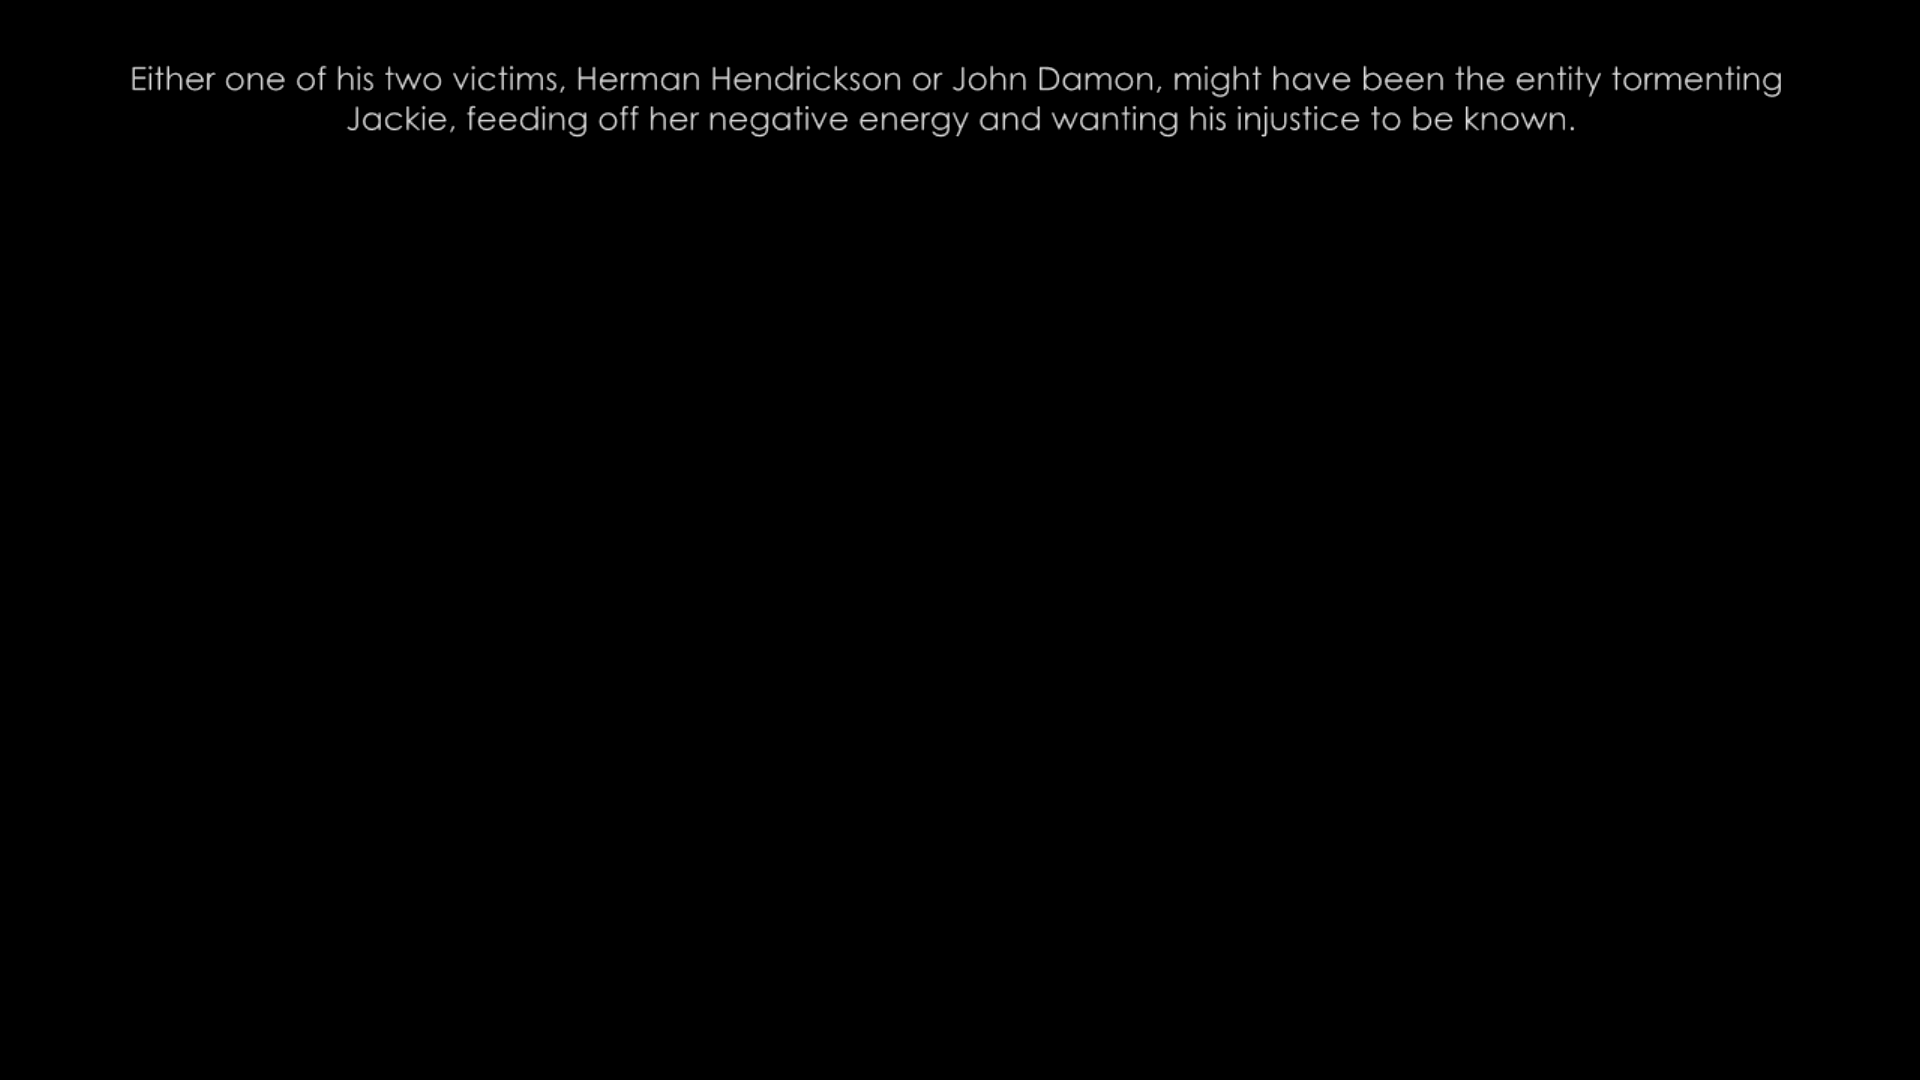 Either one of his two victims, Herman Hendrickson or John Damon, might have been the entity tormenting
Jackie, feeding off her negative energy and wanting his injustice to be known.